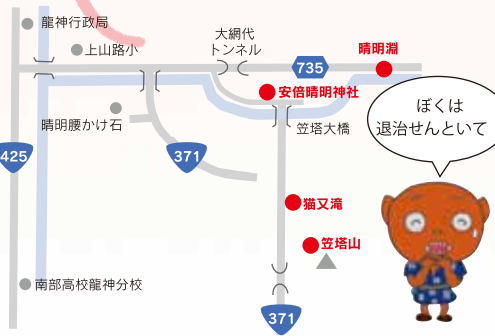 龍神行政局
上山路小
大網代
トンネル
735
晴明淵
安倍晴明神社
笠塔大橋
晴明腰かけ石
425
371
ぼくは
退治せんといて
猫又滝
笠塔山
南部高校龍神分校
371